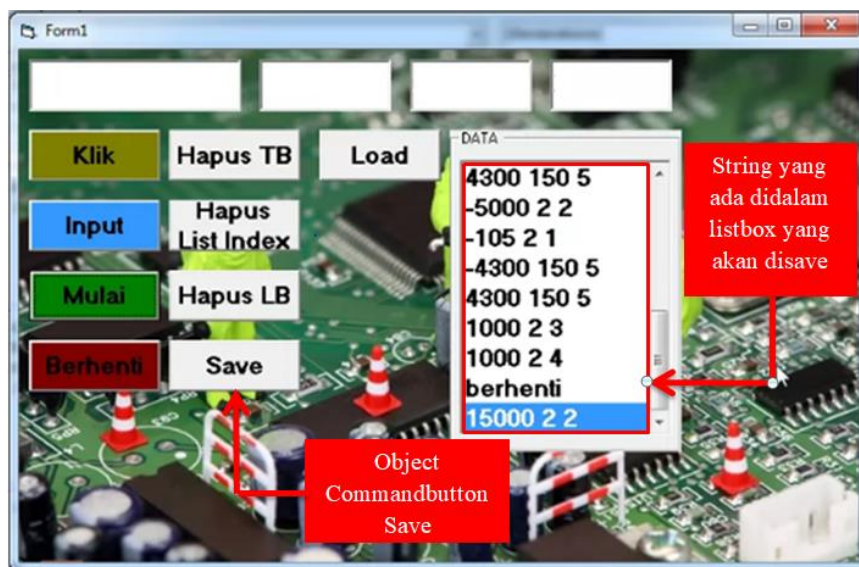 Form1
Klik
Hapus TB
Load
DATA
Input
Hapus
List Index
Mulai
Hapus LB
Berhenti
Save
4300 150 5
-5000 2 2
-105 2 1
-4300 150 5
4300 150 5
1000 2 3
1000 2 4
berhenti
15000 2 2
String yang
ada didalam
listbox yang
akan disave
Object
Commandbutton
Save